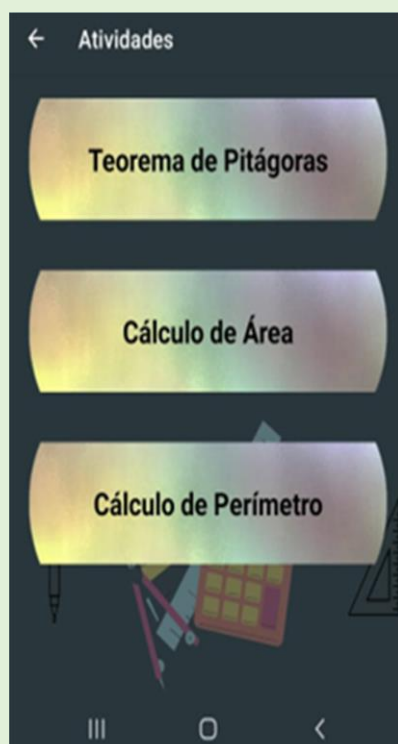 Atividades
Teorema de Pitágoras
Cálculo de Área
Cálculo de Perímetro